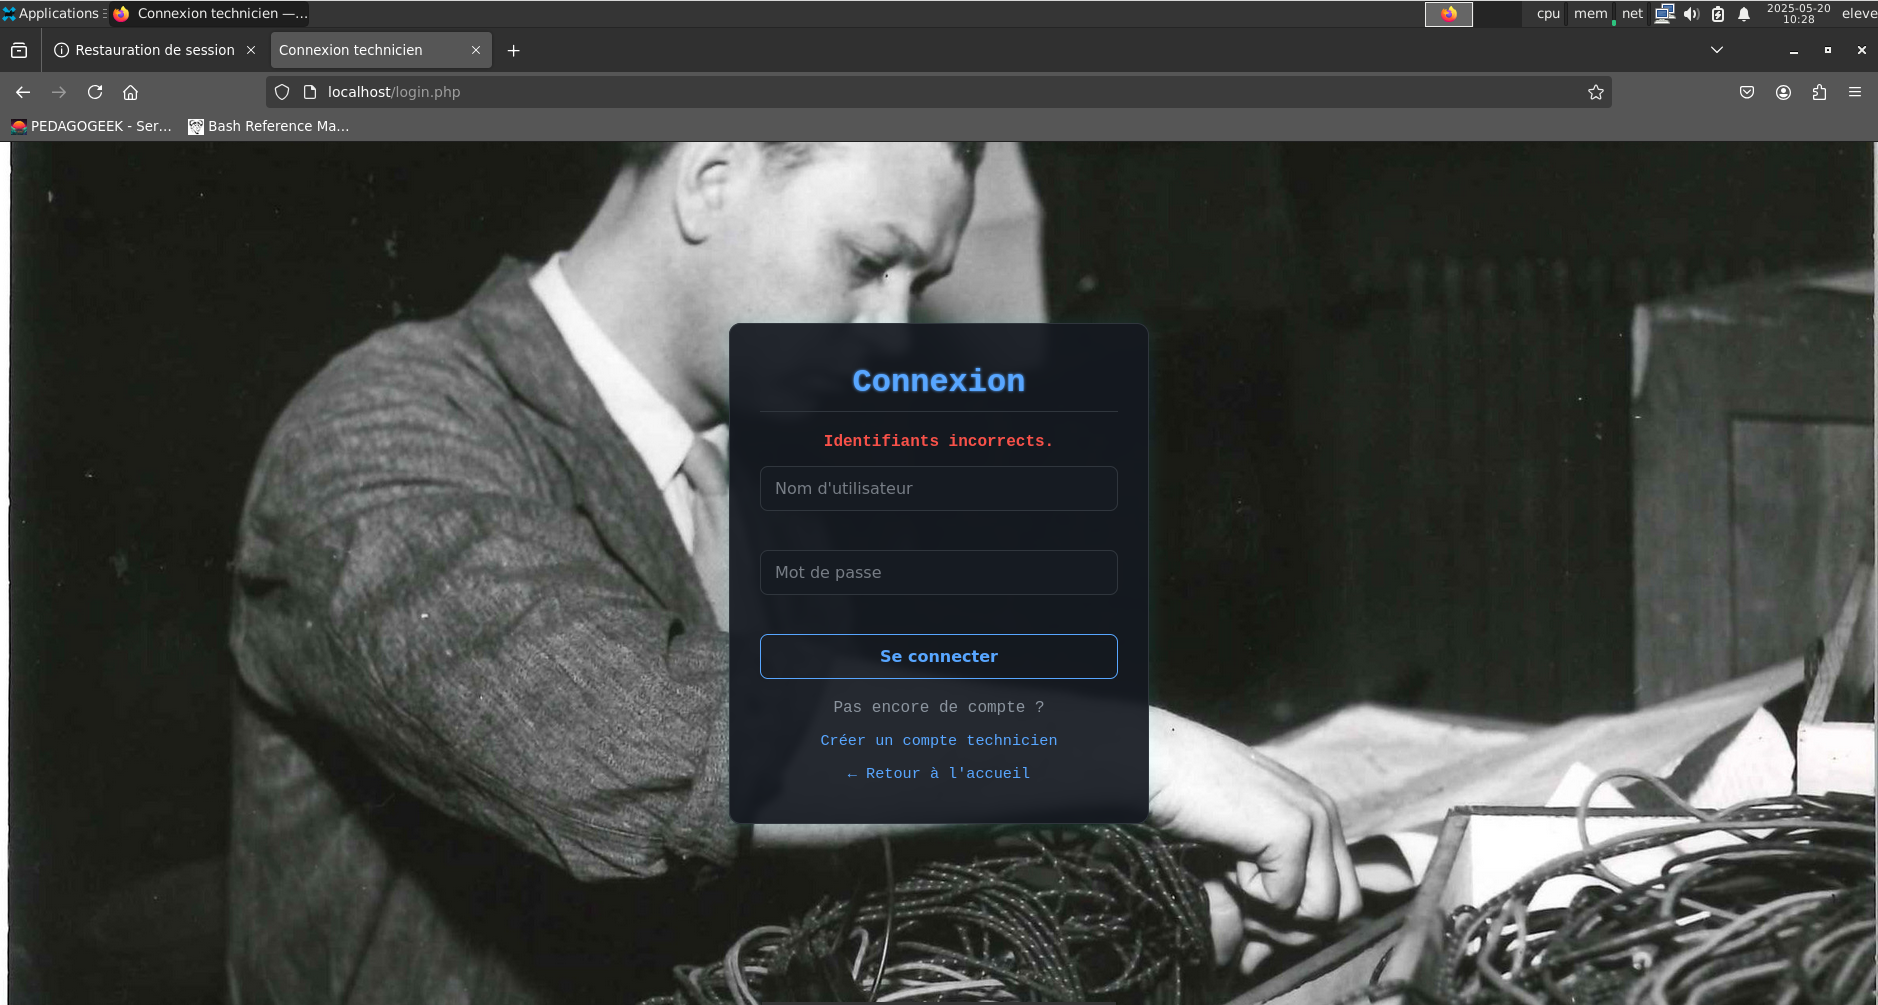 Applications
Connexion technicien —...
cpu
mem
net
2025-05-20
10:28
eleve
Restauration de session
Connexion technicien
localhost/login.php
PEDAGOGEEK - Ser...
Bash Reference Ma...
Connexion
Identifiants incorrects.
Nom d'utilisateur
Mot de passe
Se connecter
Pas encore de compte ?
Créer un compte technicien
← Retour à l'accueil